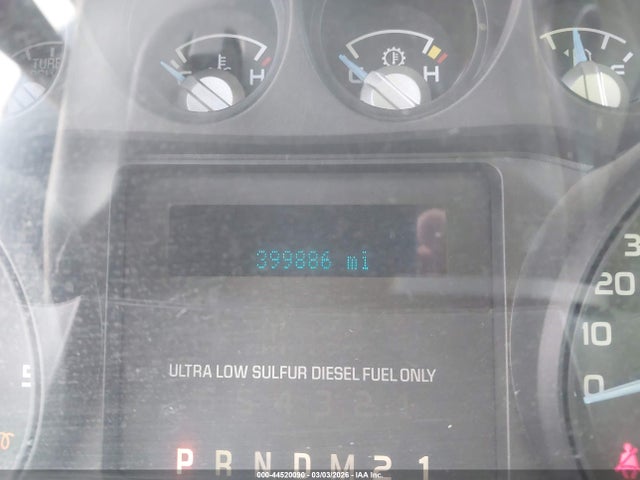 TURBO
H
C
H
399886 mi
30
20
10
0
5
ULTRA LOW SULFUR DIESEL FUEL ONLY
P R N D M 2 1
000-44520090 - 03/03/2026 - IAA Inc.